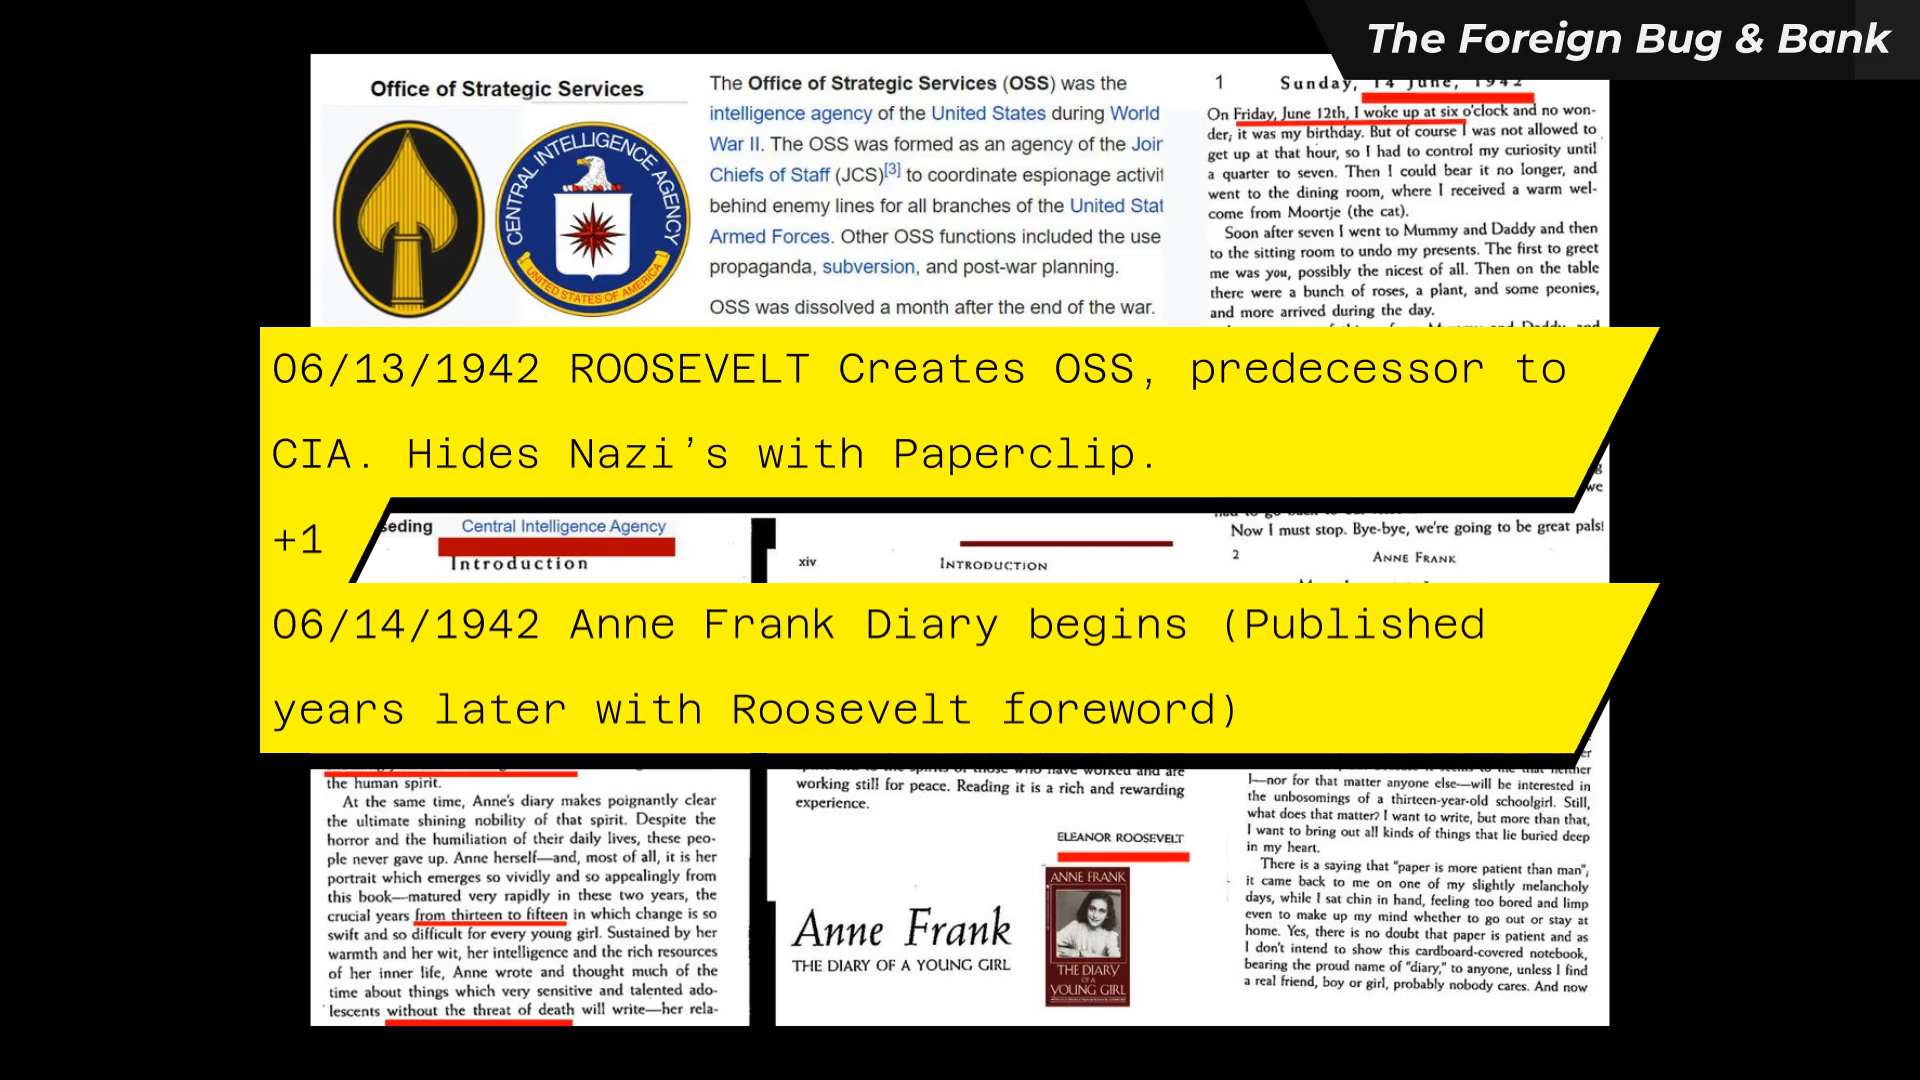 The Foreign Bug & Bank
Office of Strategic Services
CENTRAL INTELLIGENCE AGENCY
UNITED STATES OF AMERICA
The Office of Strategic Services (OSS) was the
intelligence agency of the United States during World
War II. The OSS was formed as an agency of the Join
Chiefs of Staff (JCS)[3] to coordinate espionage activit
behind enemy lines for all branches of the United Stat
Armed Forces. Other OSS functions included the use
propaganda, subversion, and post-war planning.
OSS was dissolved a month after the end of the war.
1 Sunday, 14 June, 1942
On Friday, June 12th, I woke up at six o'clock and no won-
der; it was my birthday. But of course I was not allowed to
get up at that hour, so I had to control my curiosity until
a quarter to seven. Then I could bear it no longer, and
went to the dining room, where I received a warm wel-
come from Moortje (the cat).
Soon after seven I went to Mummy and Daddy and then
to the sitting room to undo my presents. The first to greet
me was you, possibly the nicest of all. Then on the table
there were a bunch of roses, a plant, and some peonies,
and more arrived during the day.
06/13/1942 ROOSEVELT Creates OSS, predecessor to
CIA. Hides Nazi's with Paperclip.
+1
we
Now I must stop. Bye-bye, we're going to be great pals!
seding Central Intelligence Agency
Introduction
xiv INTRODUCTION
2 ANNE FRANK
06/14/1942 Anne Frank Diary begins (Published
years later with Roosevelt foreword)
the human spirit.
At the same time, Anne's diary makes poignantly clear
the ultimate shining nobility of that spirit. Despite the
horror and the humiliation of their daily lives, these peo-
ple never gave up. Anne herself—and, most of all, it is her
portrait which emerges so vividly and so appealingly from
this book—matured very rapidly in these two years, the
crucial years from thirteen to fifteen in which change is so
swift and so difficult for every young girl. Sustained by her
warmth and her wit, her intelligence and the rich resources
of her inner life, Anne wrote and thought much of the
time about things which very sensitive and talented ado-
lescents without the threat of death will write—her rela-
working still for peace. Reading it is a rich and rewarding
experience.
ELEANOR ROOSEVELT
Anne Frank
THE DIARY OF A YOUNG GIRL
ANNE FRANK
THE DIARY
OF A
YOUNG GIRL
I—nor for that matter anyone else—will be interested in
the unbosomings of a thirteen-year-old schoolgirl. Still,
what does that matter? I want to write, but more than that,
I want to bring out all kinds of things that lie buried deep
in my heart.
There is a saying that "paper is more patient than man";
it came back to me on one of my slightly melancholy
days, while I sat chin in hand, feeling too bored and limp
even to make up my mind whether to go out or stay at
home. Yes, there is no doubt that paper is patient and as
I don't intend to show this cardboard-covered notebook,
bearing the proud name of "diary," to anyone, unless I find
a real friend, boy or girl, probably nobody cares. And now